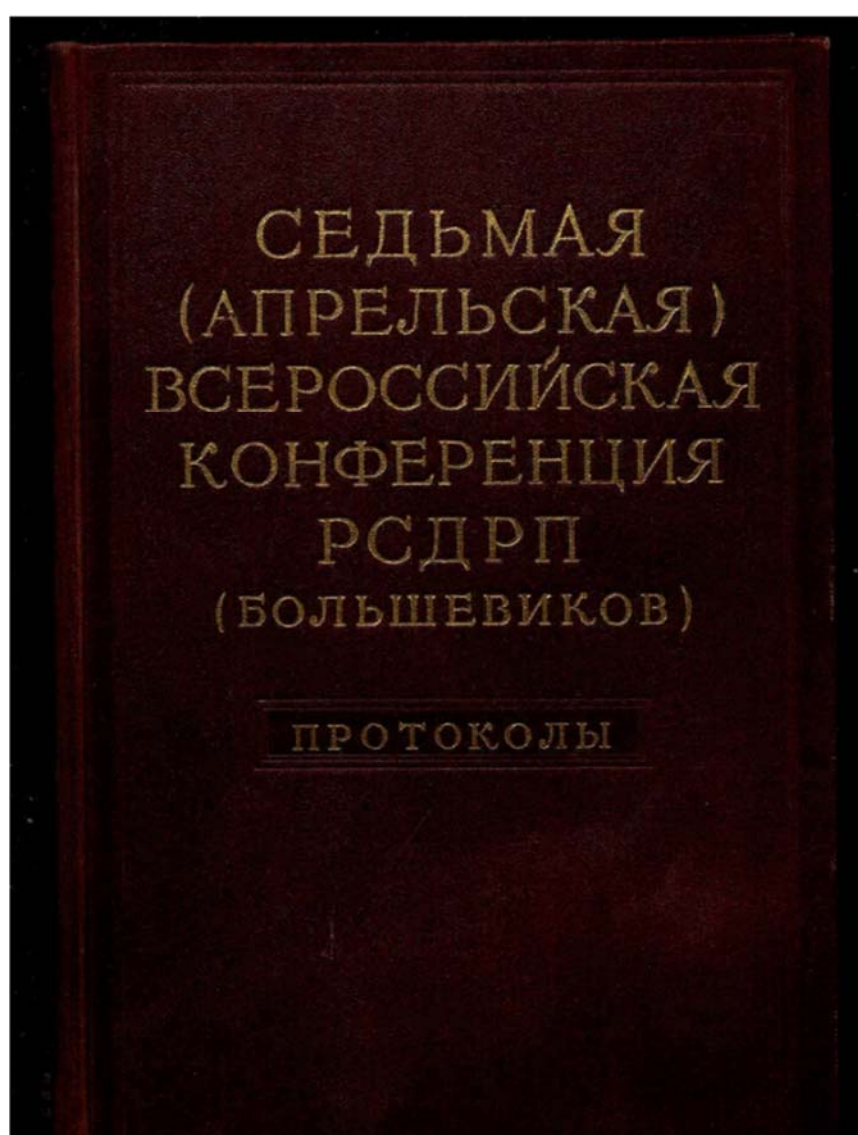 СЕДЬМАЯ
(АПРЕЛЬСКАЯ)
ВСЕРОССИЙСКАЯ
КОНФЕРЕНЦИЯ
РСДРП
(БОЛЬШЕВИКОВ)
ПРОТОКОЛЫ